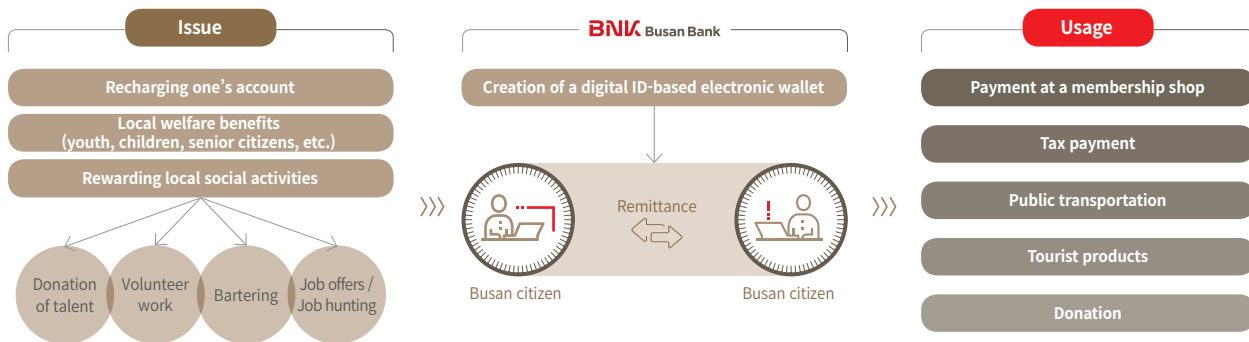 Issue
Recharging one's account
Local welfare benefits
(youth, children, senior citizens, etc.)
Rewarding local social activities
Donation
of talent
Volunteer
work
Bartering
Job offers /
Job hunting
BNK Busan Bank
Creation of a digital ID-based electronic wallet
Remittance
Busan citizen
Busan citizen
Usage
Payment at a membership shop
Tax payment
Public transportation
Tourist products
Donation